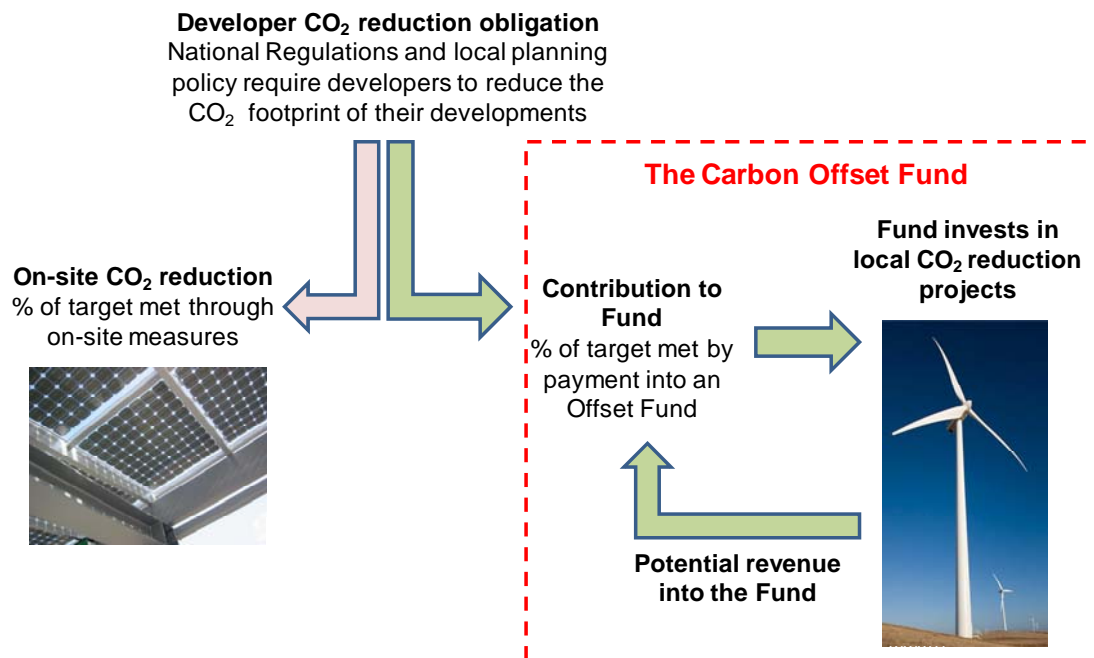 Developer CO₂ reduction obligation
National Regulations and local planning
policy require developers to reduce the
CO₂ footprint of their developments
The Carbon Offset Fund
On-site CO₂ reduction
% of target met through
on-site measures
Contribution to
Fund
% of target met by
payment into an
Offset Fund
Fund invests in
local CO₂ reduction
projects
Potential revenue
into the Fund